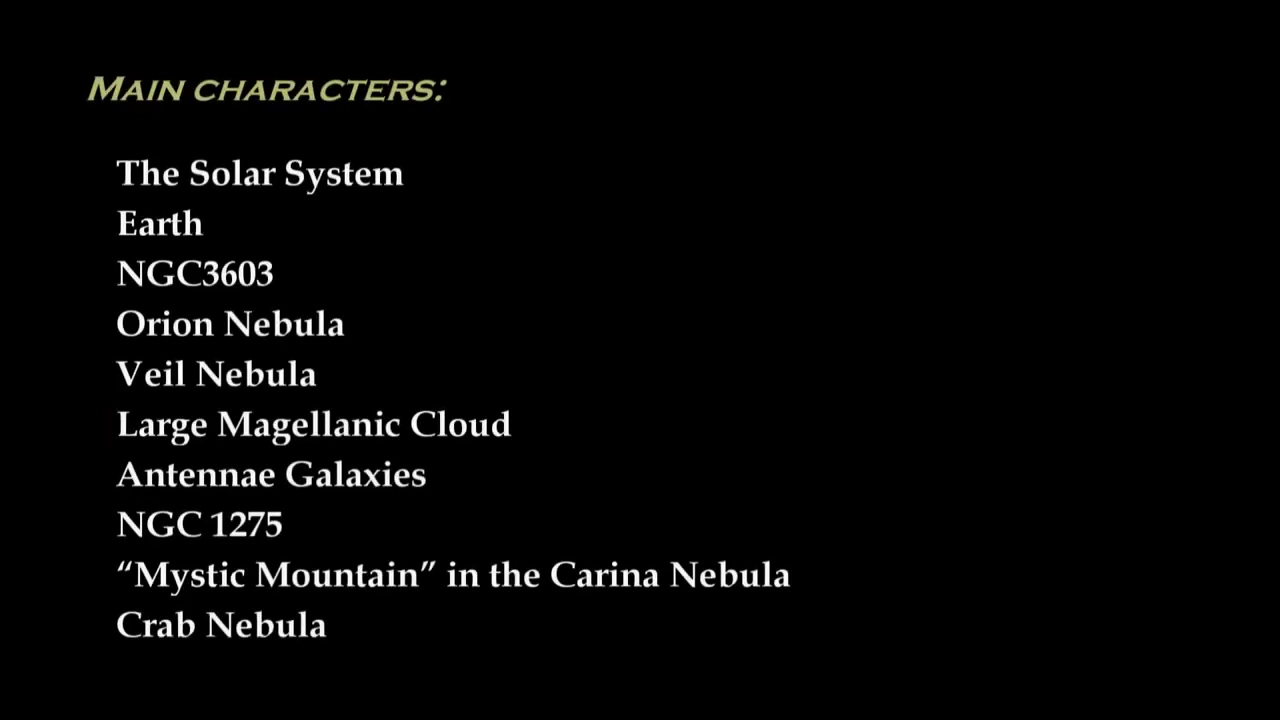 Main characters:
The Solar System
Earth
NGC3603
Orion Nebula
Veil Nebula
Large Magellanic Cloud
Antennae Galaxies
NGC 1275
“Mystic Mountain” in the Carina Nebula
Crab Nebula